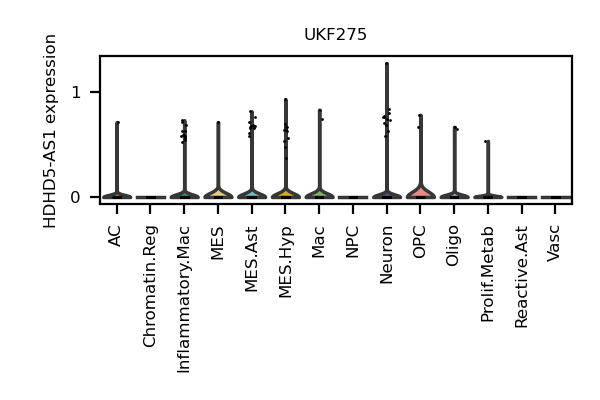 UKF275
HDHD5-AS1 expression
1
0
AC
Chromatin.Reg
Inflammatory.Mac
MES
MES.Ast
MES.Hyp
Mac
NPC
Neuron
OPC
Oligo
Prolif.Metab
Reactive.Ast
Vasc